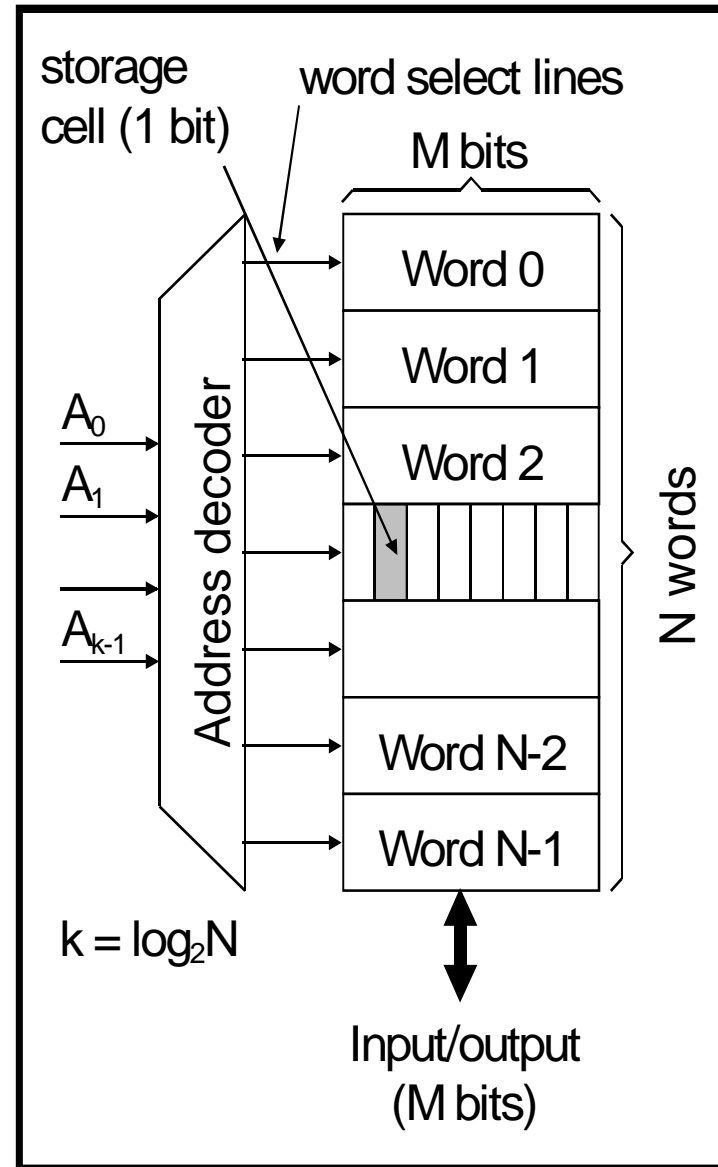 storage
cell (1 bit)
word select lines
M bits
Word 0
Word 1
Word 2
Word N-2
Word N-1
N words
Address decoder
A₀
A₁
Aₖ₋₁
k = log₂N
Input/output
(M bits)